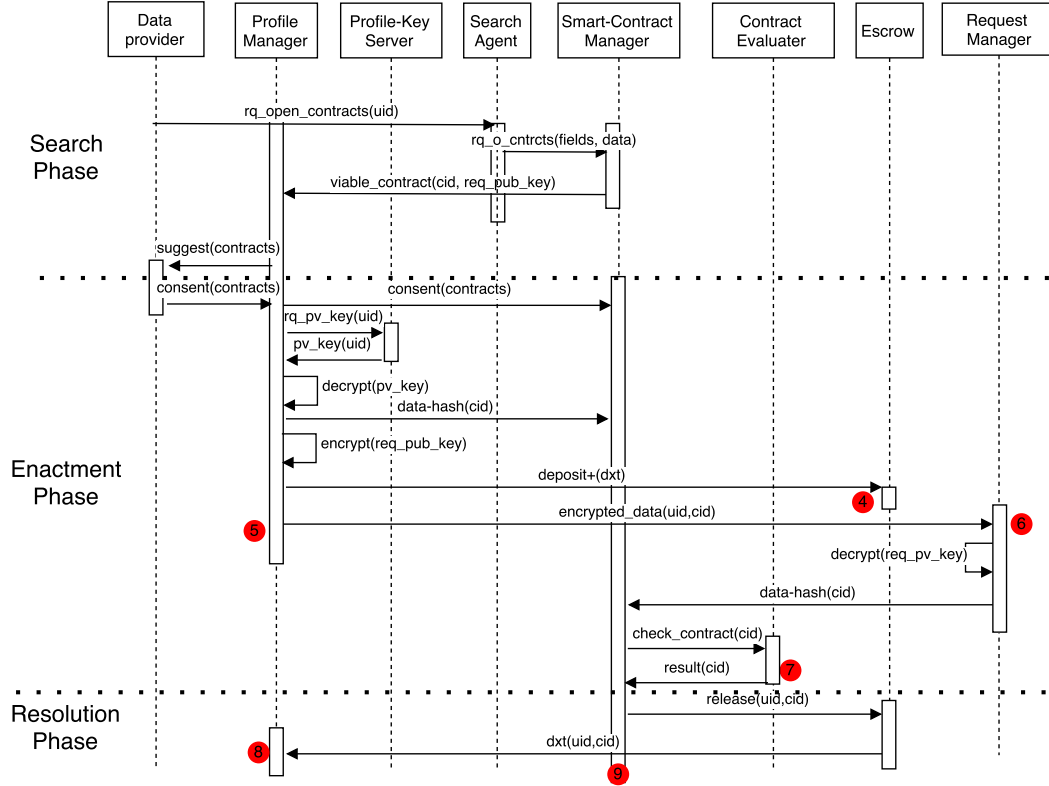 Data
provider
Profile
Manager
Profile-Key
Server
Search
Agent
Smart-Contract
Manager
Contract
Evaluater
Escrow
Request
Manager
rq_open_contracts(uid)
Search
Phase
rq_o_cntrcts(fields, data)
viable_contract(cid, req_pub_key)
suggest(contracts)
consent(contracts)
consent(contracts)
rq_pv_key(uid)
pv_key(uid)
decrypt(pv_key)
data-hash(cid)
encrypt(req_pub_key)
Enactment
Phase
deposit+(dxt)
4
encrypted_data(uid,cid)
5
6
decrypt(req_pv_key)
data-hash(cid)
check_contract(cid)
result(cid)
7
release(uid,cid)
Resolution
Phase
dxt(uid,cid)
8
9